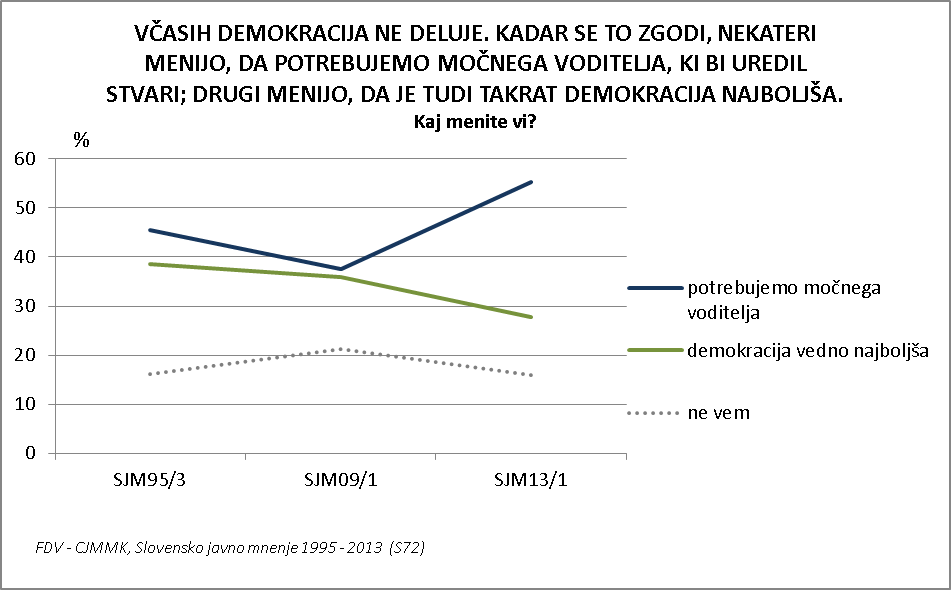 VČASIH DEMOKRACIJA NE DELUJE. KADAR SE TO ZGODI, NEKATERI
MENIJO, DA POTREBUJEMO MOČNEGA VODITELJA, KI BI UREDIL
STVARI; DRUGI MENIJO, DA JE TUDI TAKRAT DEMOKRACIJA NAJBOLJŠA.
Kaj menite vi?
%
60
50
40
30
20
10
0
SJM95/3
SJM09/1
SJM13/1
potrebujemo močnega
voditelja
demokracija vedno najboljša
ne vem
FDV - CJMMK, Slovensko javno mnenje 1995 - 2013 (S72)